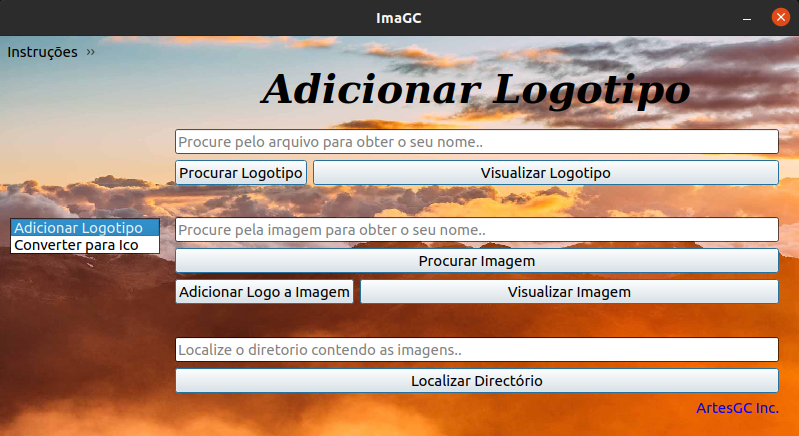 ImaGC
Instruções ››
Adicionar Logotipo
Procure pelo arquivo para obter o seu nome..
Procurar Logotipo
Visualizar Logotipo
Adicionar Logotipo
Converter para Ico
Procure pela imagem para obter o seu nome..
Procurar Imagem
Adicionar Logo a Imagem
Visualizar Imagem
Localize o diretorio contendo as imagens..
Localizar Directório
ArtesGC Inc.